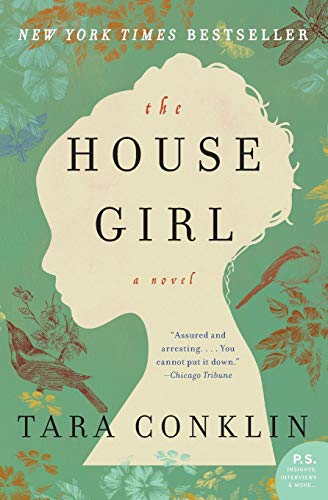 NEW YORK TIMES BESTSELLER
the
HOUSE
GIRL
a novel
"Assured and
arresting. . . . You
cannot put it down."
—Chicago Tribune
TARA CONKLIN
P.S.
INSIGHTS,
INTERVIEWS
& MORE...